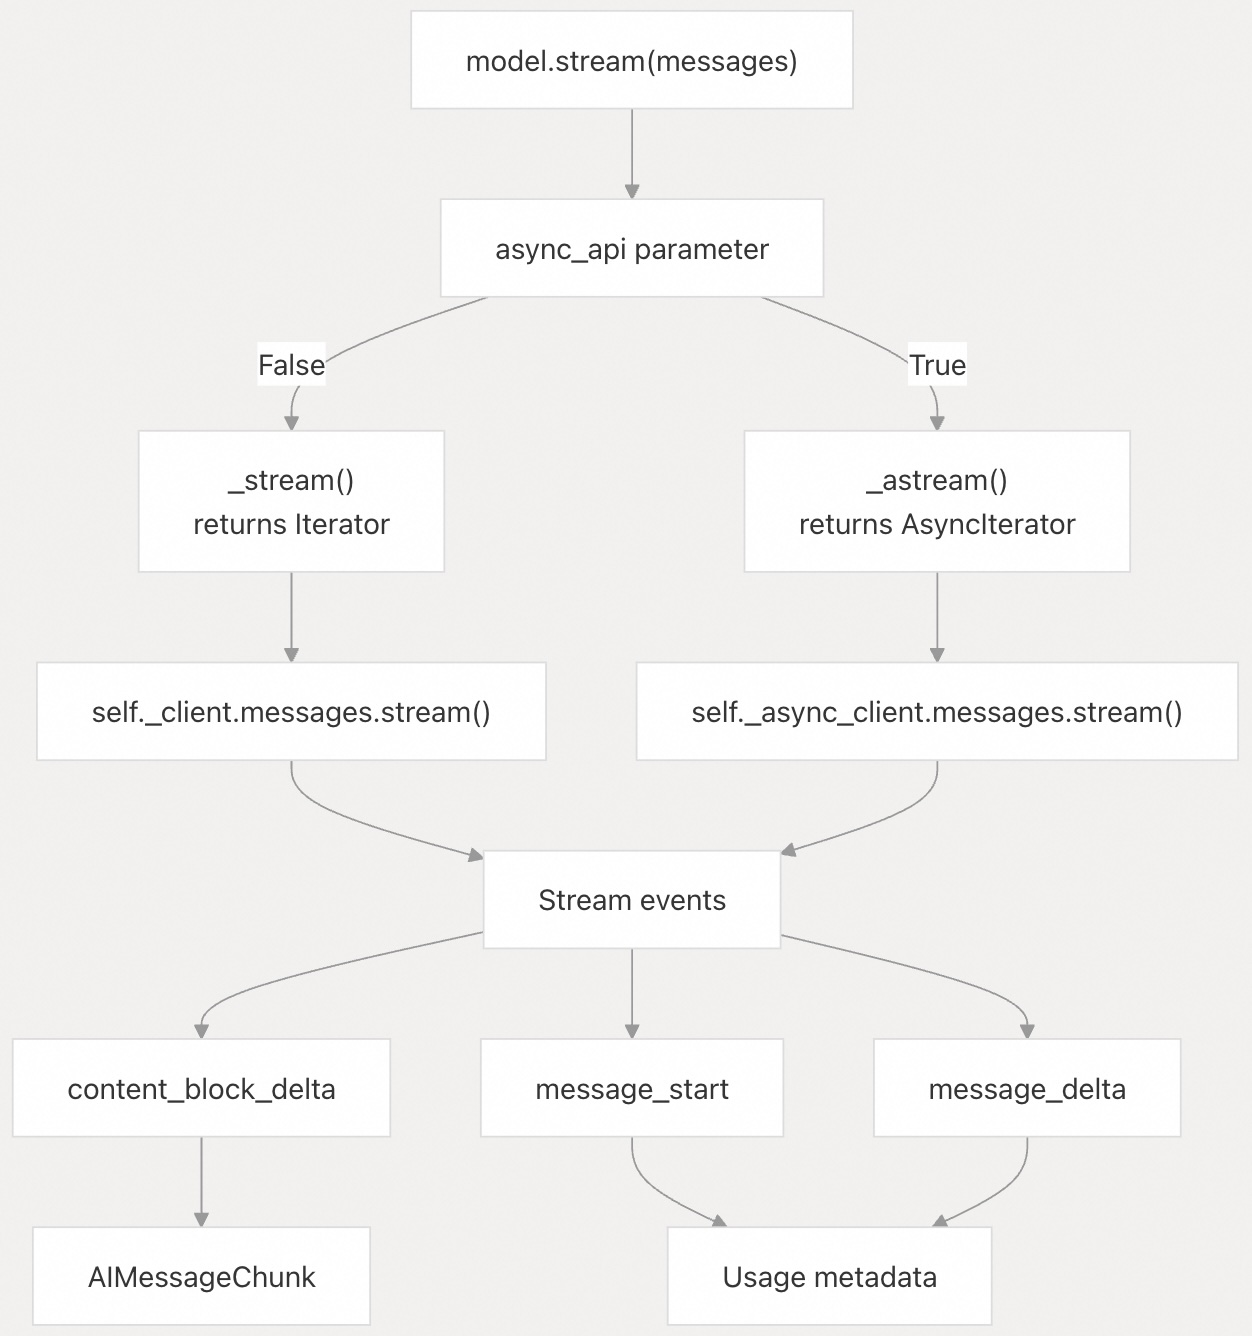 model.stream(messages)
async_api parameter
False
True
_stream()
returns Iterator
_astream()
returns AsyncIterator
self._client.messages.stream()
self._async_client.messages.stream()
Stream events
content_block_delta
message_start
message_delta
AIMessageChunk
Usage metadata